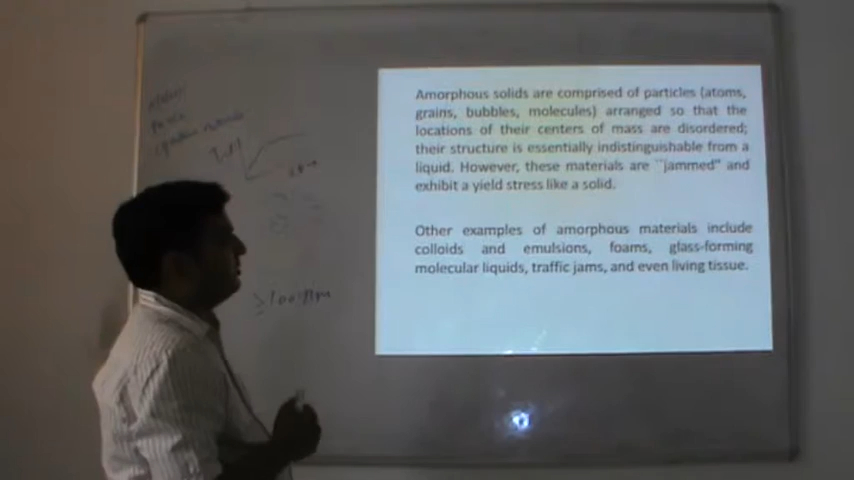 Amorphous solids are comprised of particles (atoms,
grains, bubbles, molecules) arranged so that the
locations of their centers of mass are disordered;
their structure is essentially indistinguishable from a
liquid. However, these materials are ``jammed" and
exhibit a yield stress like a solid.
Other examples of amorphous materials include
colloids and emulsions, foams, glass-forming
molecular liquids, traffic jams, and even living tissue.